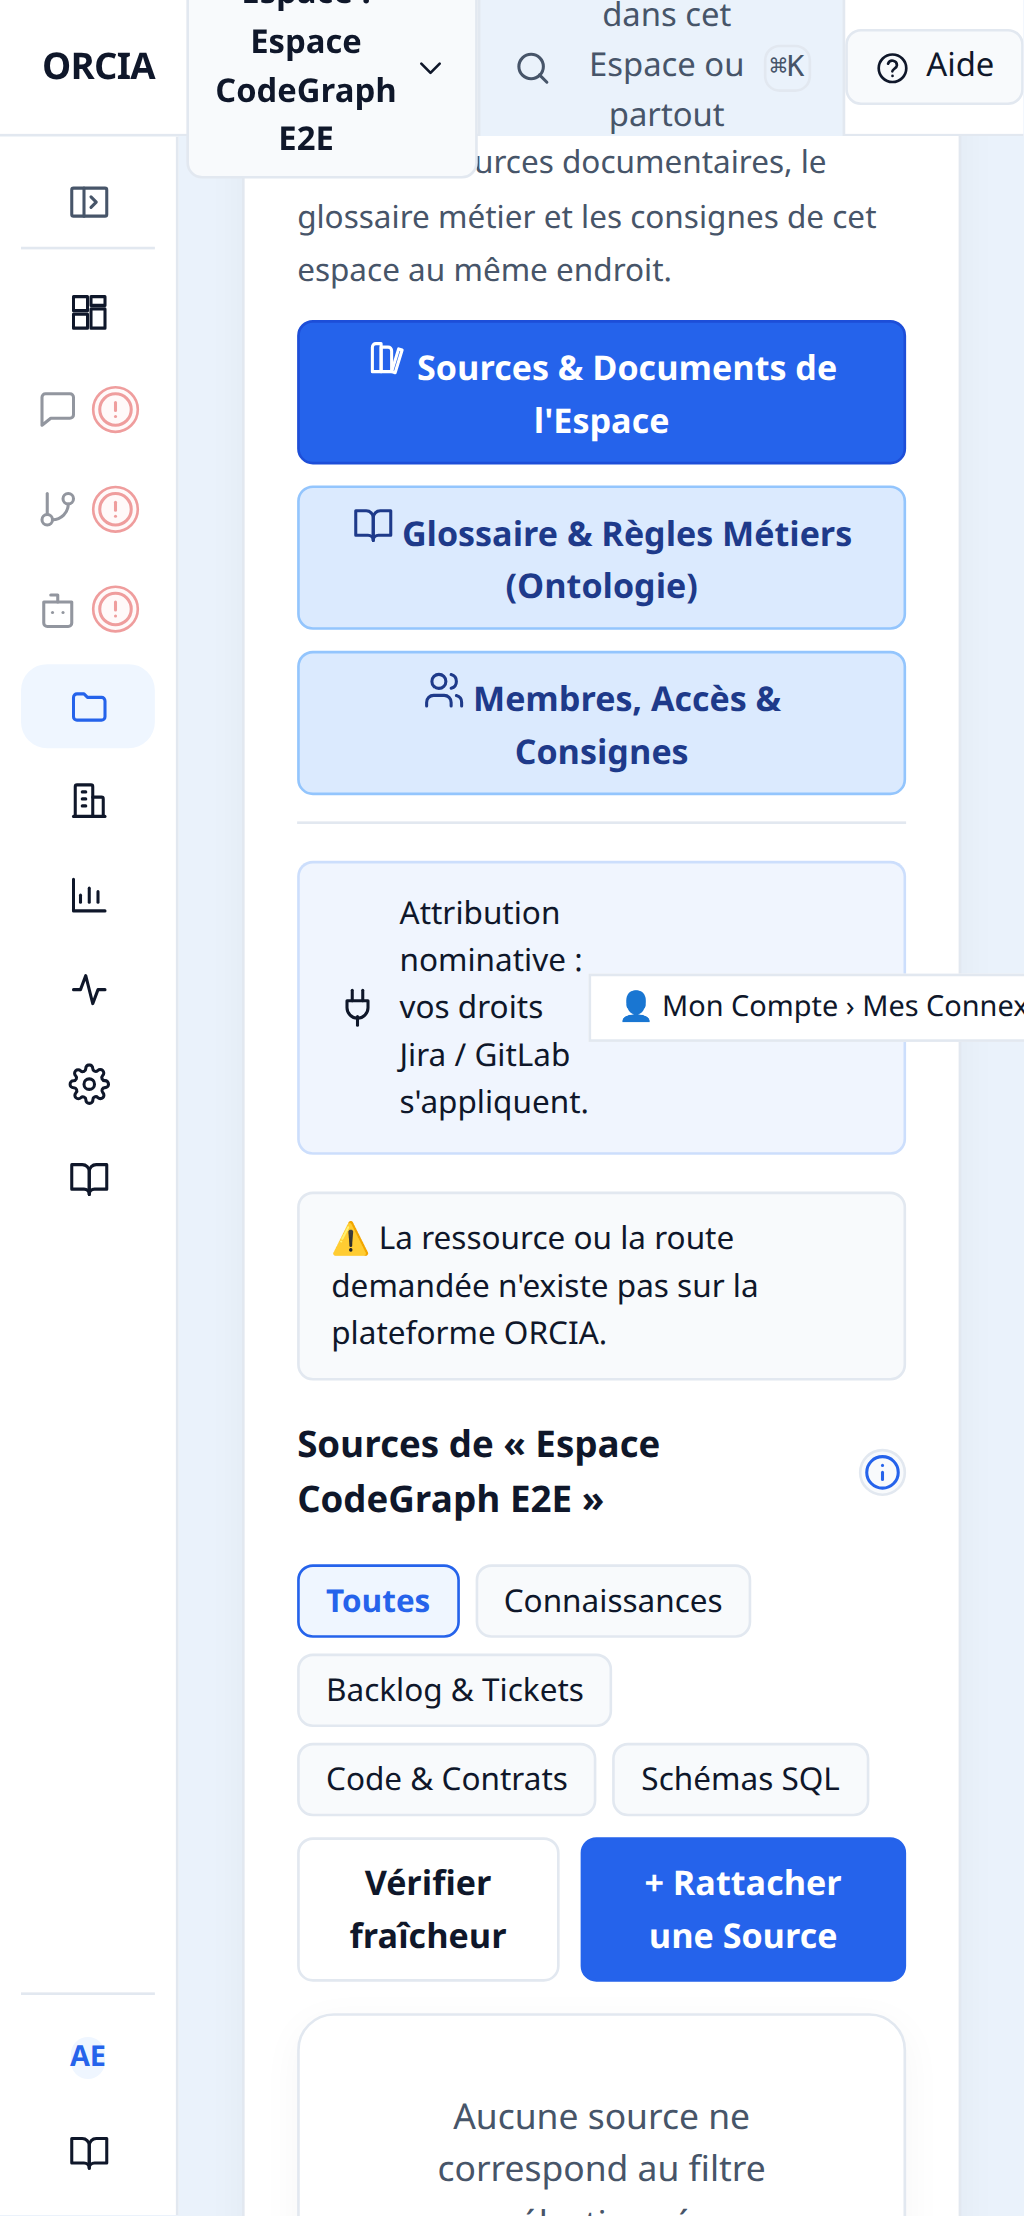 ORCIA
Espace :
Espace
CodeGraph
E2E
dans cet
Espace ou
partout
⌘K
Aide
urces documentaires, le
glossaire métier et les consignes de cet
espace au même endroit.
Sources & Documents de
l'Espace
Glossaire & Règles Métiers
(Ontologie)
Membres, Accès &
Consignes
Attribution
nominative :
vos droits
Jira / GitLab
s'appliquent.
👤 Mon Compte › Mes Connex
⚠️ La ressource ou la route
demandée n'existe pas sur la
plateforme ORCIA.
Sources de « Espace
CodeGraph E2E »
Toutes
Connaissances
Backlog & Tickets
Code & Contrats
Schémas SQL
Vérifier
fraîcheur
+ Rattacher
une Source
AE
Aucune source ne
correspond au filtre